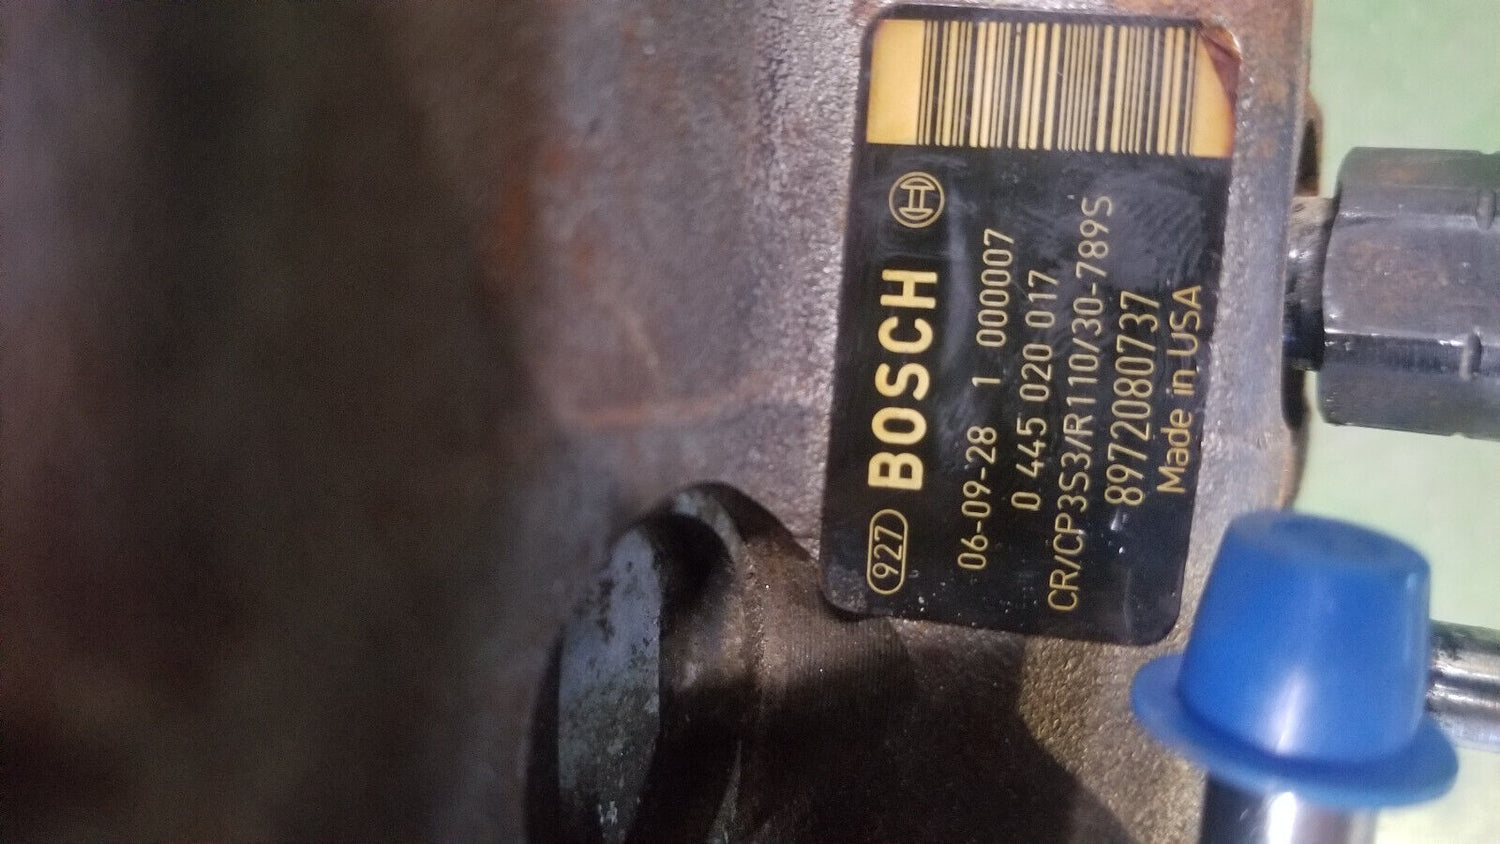 927 BOSCH
06-09-28 1 000007
0 445 020 017
CR/CP3S3/R110/30-789S
8972080737
Made in USA